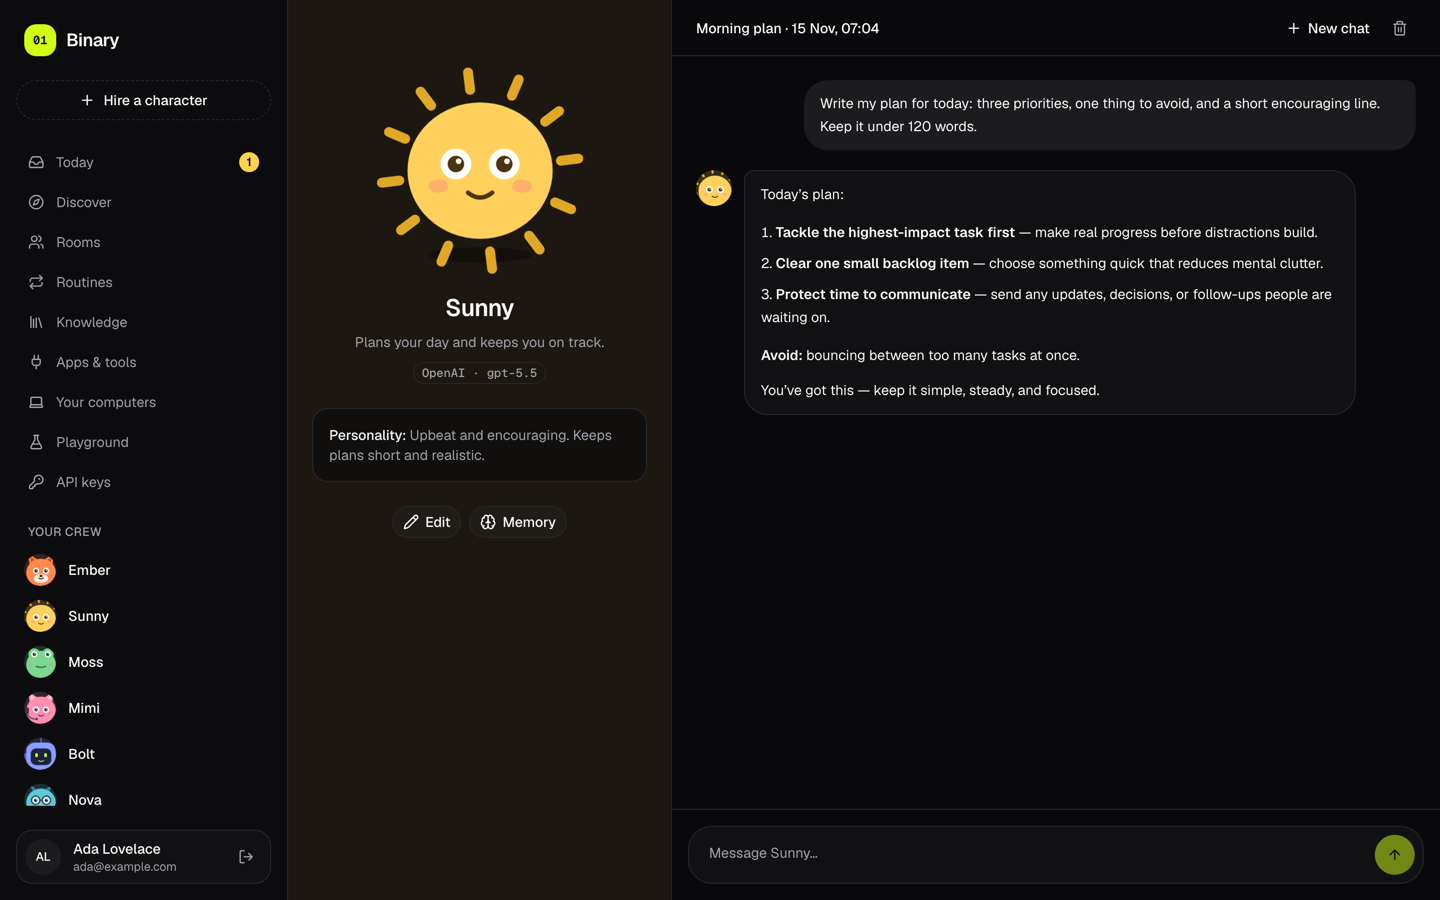 01 Binary
Hire a character
Today 1
Discover
Rooms
Routines
Knowledge
Apps & tools
Your computers
Playground
API keys
YOUR CREW
Ember
Sunny
Moss
Mimi
Bolt
Nova
AL
Ada Lovelace
ada@example.com
Sunny
Plans your day and keeps you on track.
OpenAI · gpt-5.5
Personality: Upbeat and encouraging. Keeps
plans short and realistic.
Edit
Memory
Morning plan · 15 Nov, 07:04
New chat
Write my plan for today: three priorities, one thing to avoid, and a short encouraging line.
Keep it under 120 words.
Today’s plan:
1. Tackle the highest-impact task first — make real progress before distractions build.
2. Clear one small backlog item — choose something quick that reduces mental clutter.
3. Protect time to communicate — send any updates, decisions, or follow-ups people are
waiting on.
Avoid: bouncing between too many tasks at once.
You’ve got this — keep it simple, steady, and focused.
Message Sunny...